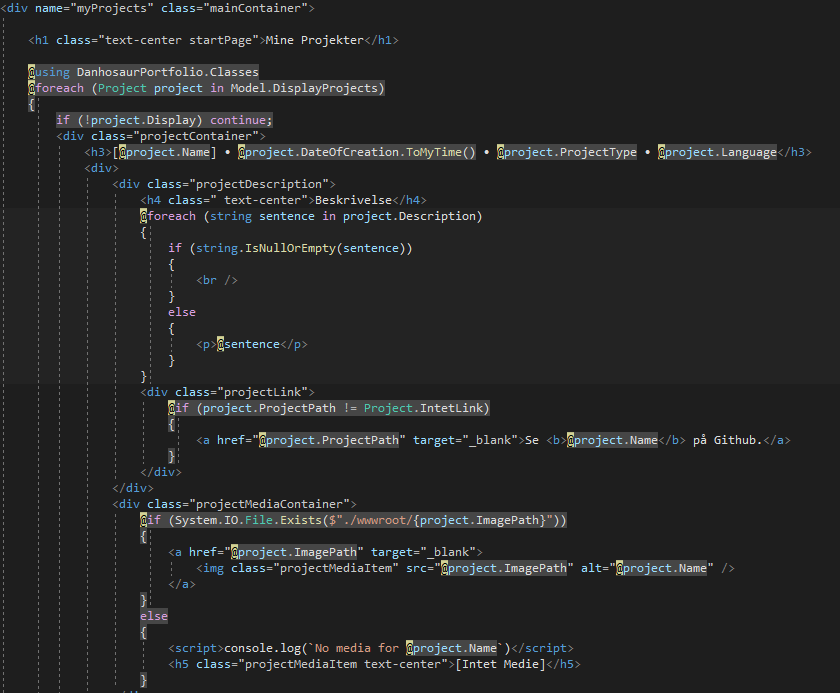 <div name="myProjects" class="mainContainer">
<h1 class="text-center startPage">Mine Projekter</h1>
@using DanhosaurPortfolio.Classes
@foreach (Project project in Model.DisplayProjects)
{
if (!project.Display) continue;
<div class="projectContainer">
<h3>[@project.Name] • @project.DateOfCreation.ToMyTime() • @project.ProjectType • @project.Language</h3>
<div>
<div class="projectDescription">
<h4 class=" text-center">Beskrivelse</h4>
@foreach (string sentence in project.Description)
{
if (string.IsNullOrEmpty(sentence))
{
<br />
}
else
{
<p>@sentence</p>
}
}
<div class="projectLink">
@if (project.ProjectPath != Project.IntetLink)
{
<a href="@project.ProjectPath" target="_blank">Se <b>@project.Name</b> på Github.</a>
}
</div>
</div>
<div class="projectMediaContainer">
@if (System.IO.File.Exists($"./wwwroot/{project.ImagePath}"))
{
<a href="@project.ImagePath" target="_blank">
<img class="projectMediaItem" src="@project.ImagePath" alt="@project.Name" />
</a>
}
else
{
<script>console.log(`No media for @project.Name`)</script>
<h5 class="projectMediaItem text-center">[Intet Medie]</h5>
}